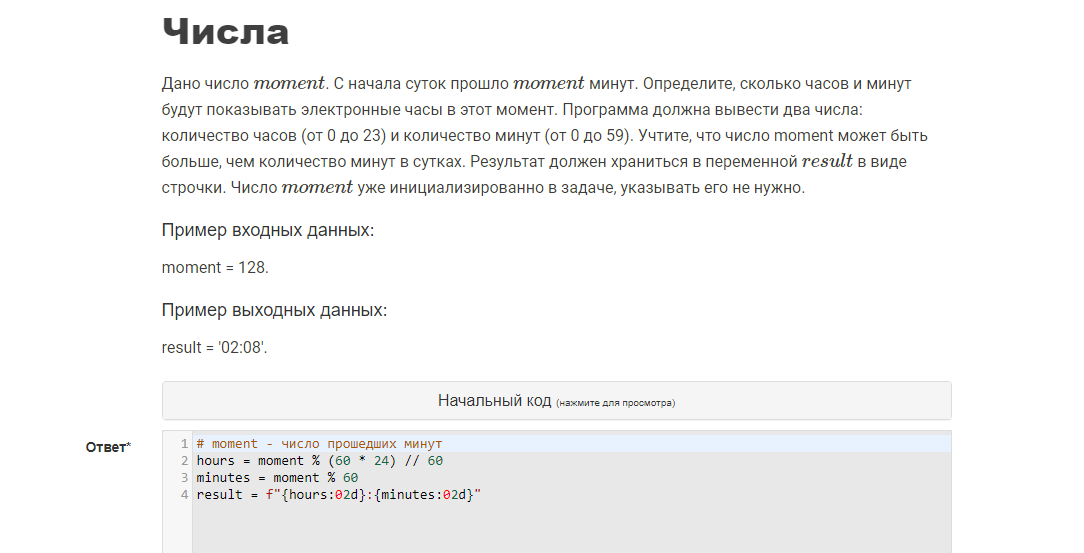 Числа
Дано число moment. С начала суток прошло moment минут. Определите, сколько часов и минут
будут показывать электронные часы в этот момент. Программа должна вывести два числа:
количество часов (от 0 до 23) и количество минут (от 0 до 59). Учтите, что число moment может быть
больше, чем количество минут в сутках. Результат должен храниться в переменной result в виде
строчки. Число moment уже инициализированно в задаче, указывать его не нужно.
Пример входных данных:
moment = 128.
Пример выходных данных:
result = '02:08'.
Начальный код (нажмите для просмотра)
Ответ*
1 # moment - число прошедших минут
2 hours = moment % (60 * 24) // 60
3 minutes = moment % 60
4 result = f"{hours:02d}:{minutes:02d}"